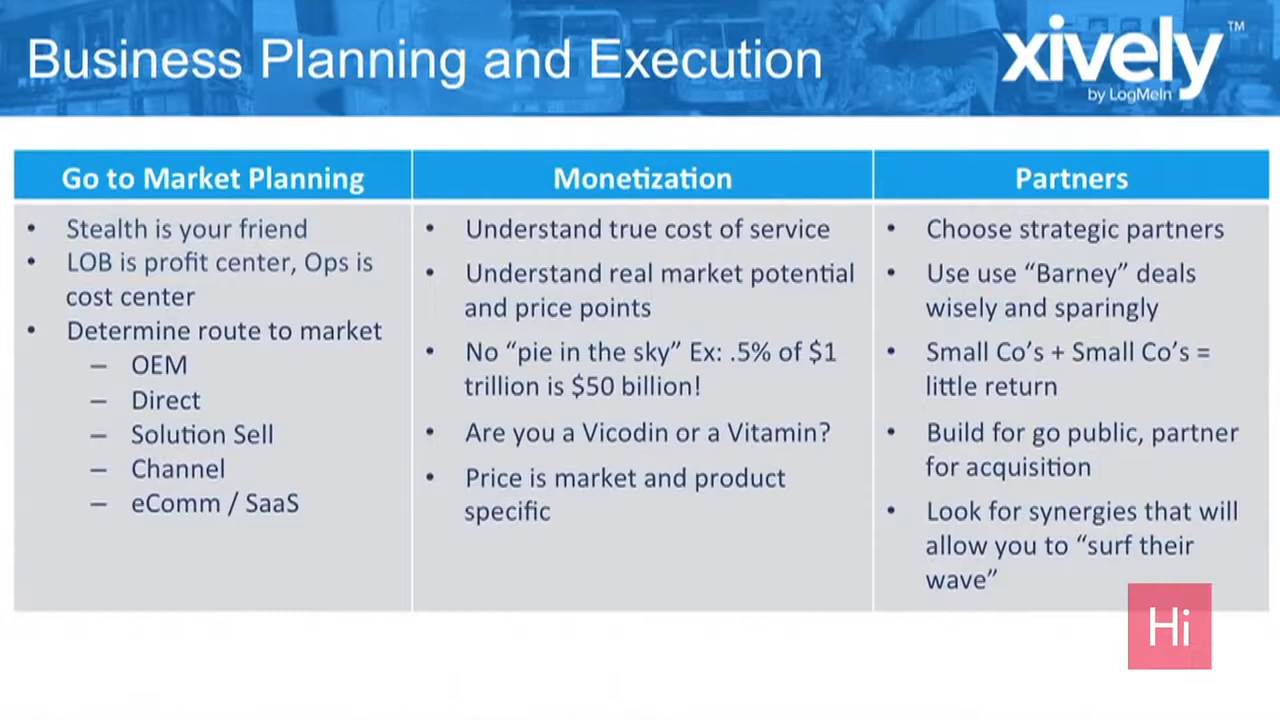 Business Planning and Execution
xively™
by LogMeIn
Go to Market Planning
• Stealth is your friend
• LOB is profit center, Ops is
cost center
• Determine route to market
– OEM
– Direct
– Solution Sell
– Channel
– eComm / SaaS
Monetization
• Understand true cost of service
• Understand real market potential
and price points
• No “pie in the sky” Ex: .5% of $1
trillion is $50 billion!
• Are you a Vicodin or a Vitamin?
• Price is market and product
specific
Partners
• Choose strategic partners
• Use use “Barney” deals
wisely and sparingly
• Small Co’s + Small Co’s =
little return
• Build for go public, partner
for acquisition
• Look for synergies that will
allow you to “surf their
wave”
Hi